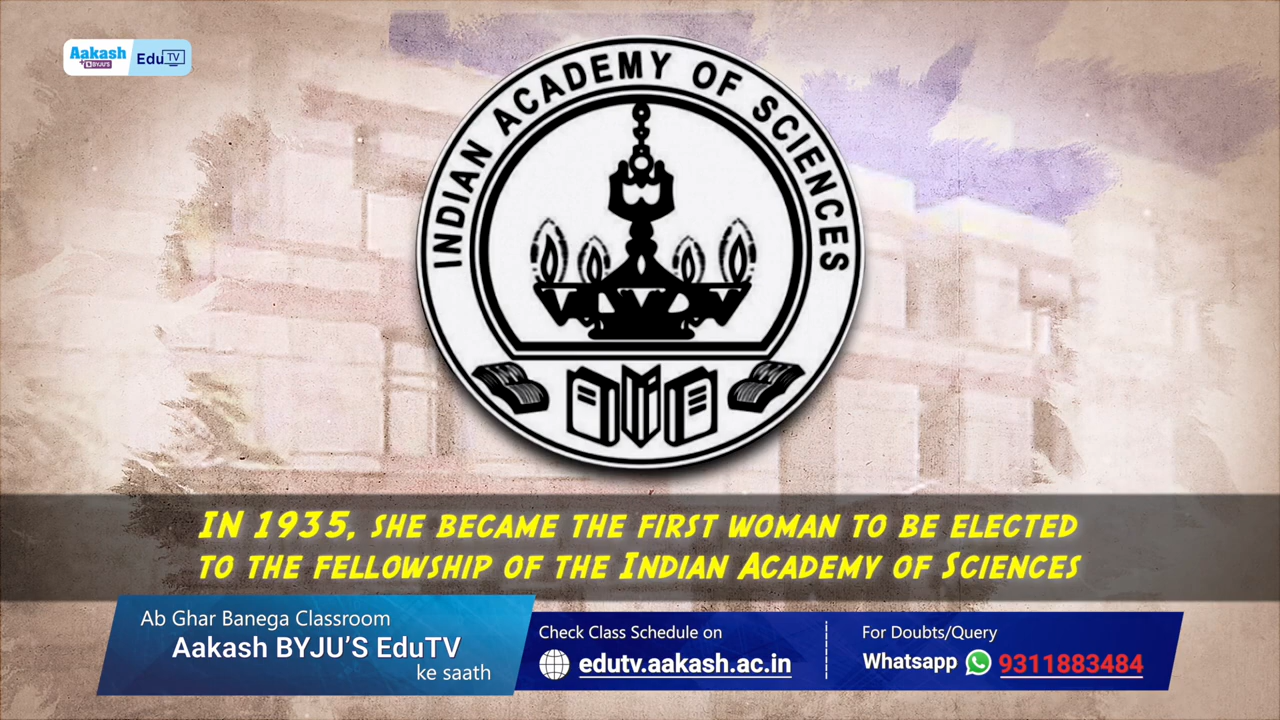 Aakash
+ BYJU'S
EduTV
INDIAN ACADEMY OF SCIENCES
IN 1935, SHE BECAME THE FIRST WOMAN TO BE ELECTED
TO THE FELLOWSHIP OF THE INDIAN ACADEMY OF SCIENCES
Ab Ghar Banega Classroom
Aakash BYJU'S EduTV
ke saath
Check Class Schedule on
edutv.aakash.ac.in
For Doubts/Query
Whatsapp 9311883484